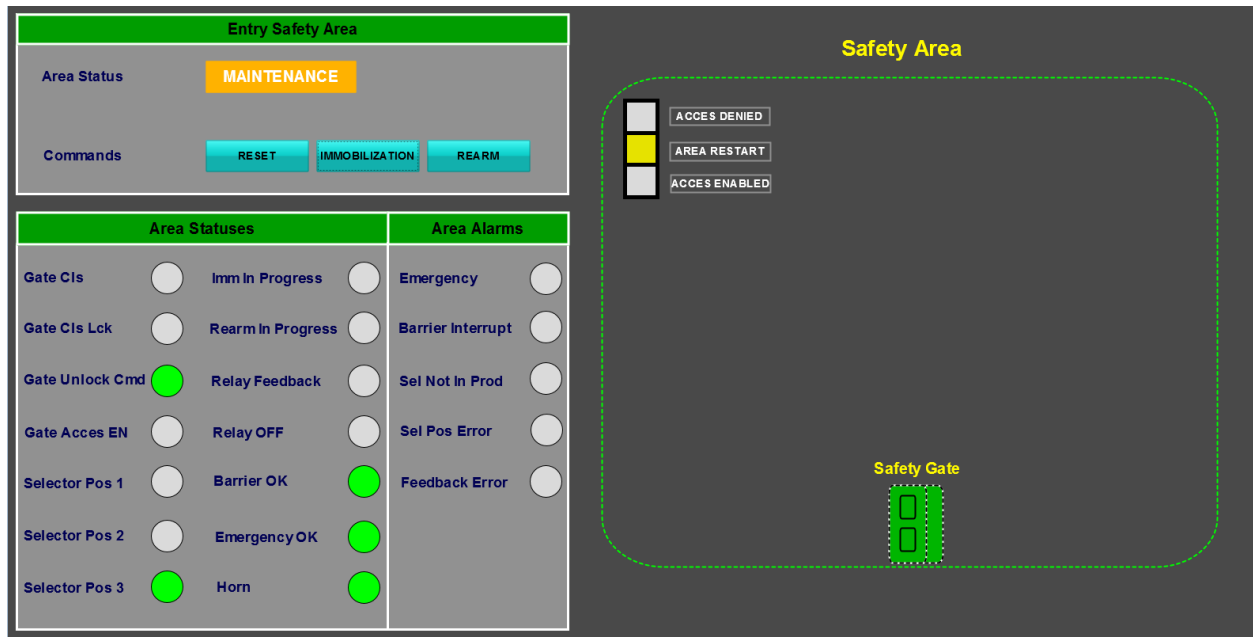 Entry Safety Area
Area Status
MAINTENANCE
Commands
RESET
IMMOBILIZATION
REARM
Area Statuses
Area Alarms
Gate Cls
Imm In Progress
Emergency
Gate Cls Lck
Rearm In Progress
Barrier Interrupt
Gate Unlock Cmd
Relay Feedback
Sel Not In Prod
Gate Acces EN
Relay OFF
Sel Pos Error
Selector Pos 1
Barrier OK
Feedback Error
Selector Pos 2
Emergency OK
Selector Pos 3
Horn
Safety Area
ACCES DENIED
AREA RESTART
ACCES ENABLED
Safety Gate